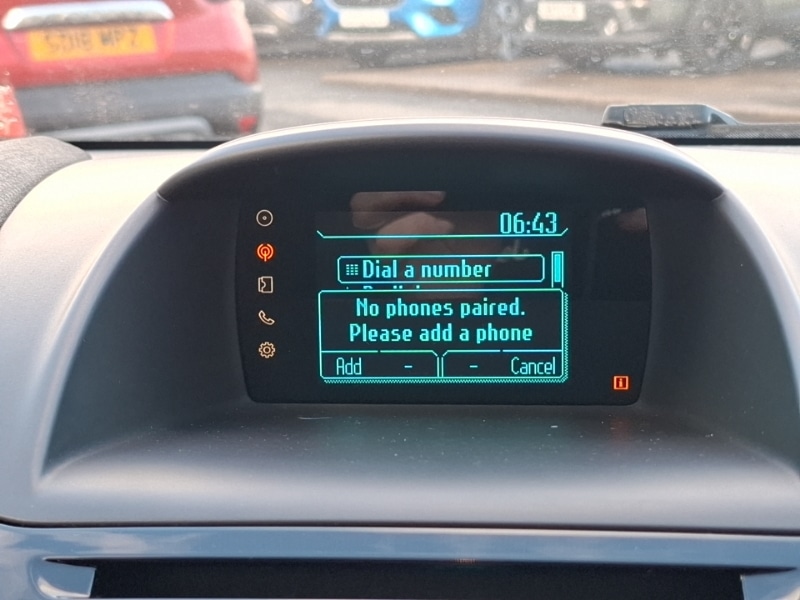 06:43
Dial a number
No phones paired.
Please add a phone
Add - - Cancel